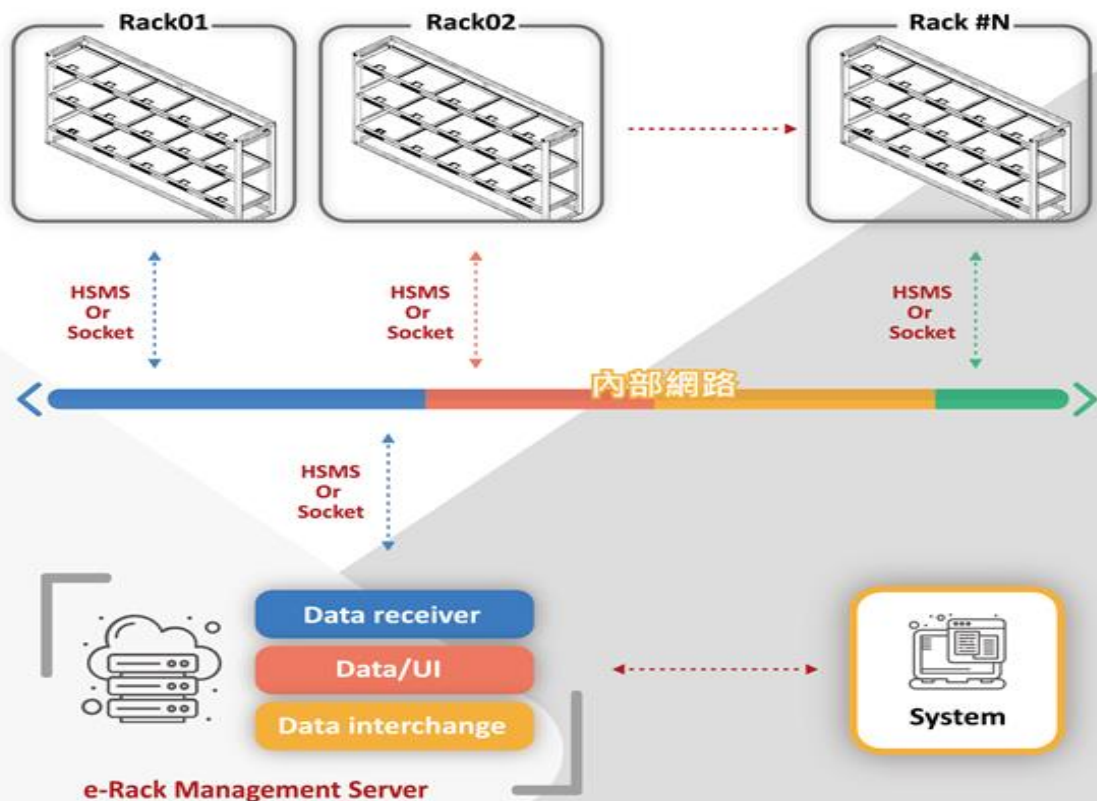 Rack01
Rack02
Rack #N
HSMS
Or
Socket
HSMS
Or
Socket
HSMS
Or
Socket
內部網路
HSMS
Or
Socket
Data receiver
Data/UI
Data interchange
System
e-Rack Management Server